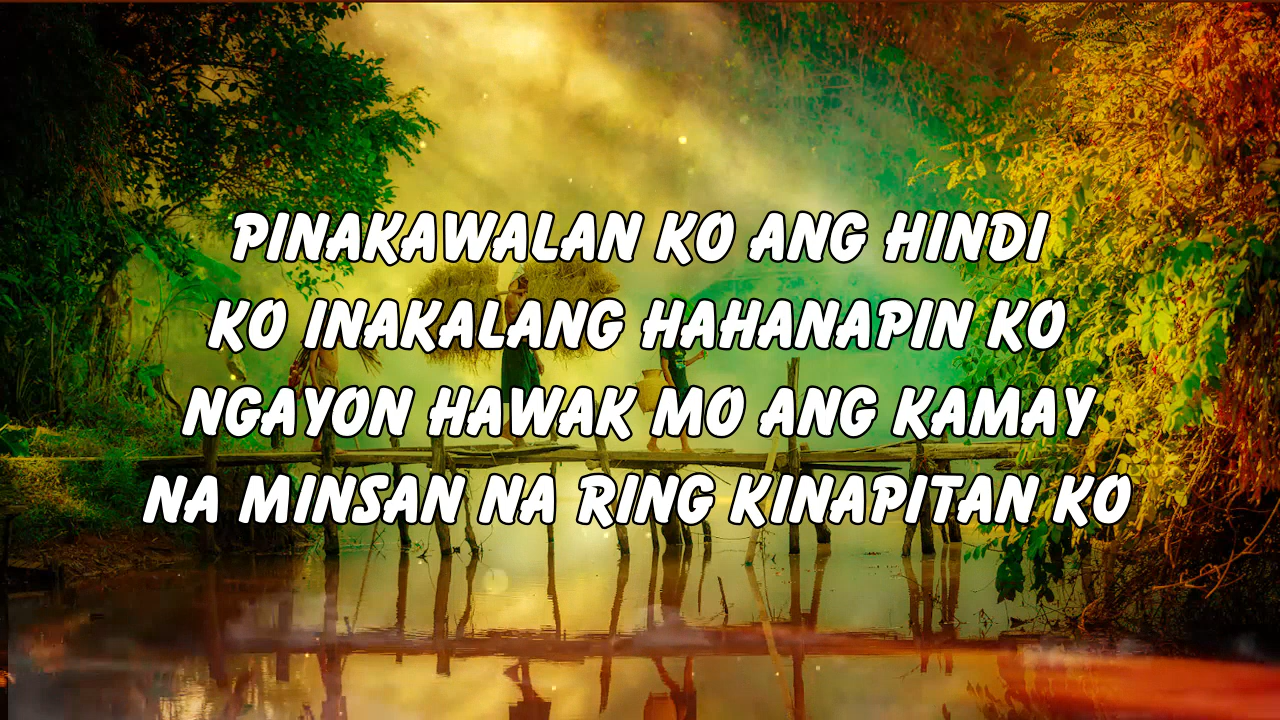 PINAKAWALAN KO ANG HINDI
KO INAKALANG HAHANAPIN KO
NGAYON HAWAK MO ANG KAMAY
NA MINSAN NA RING KINAPITAN KO